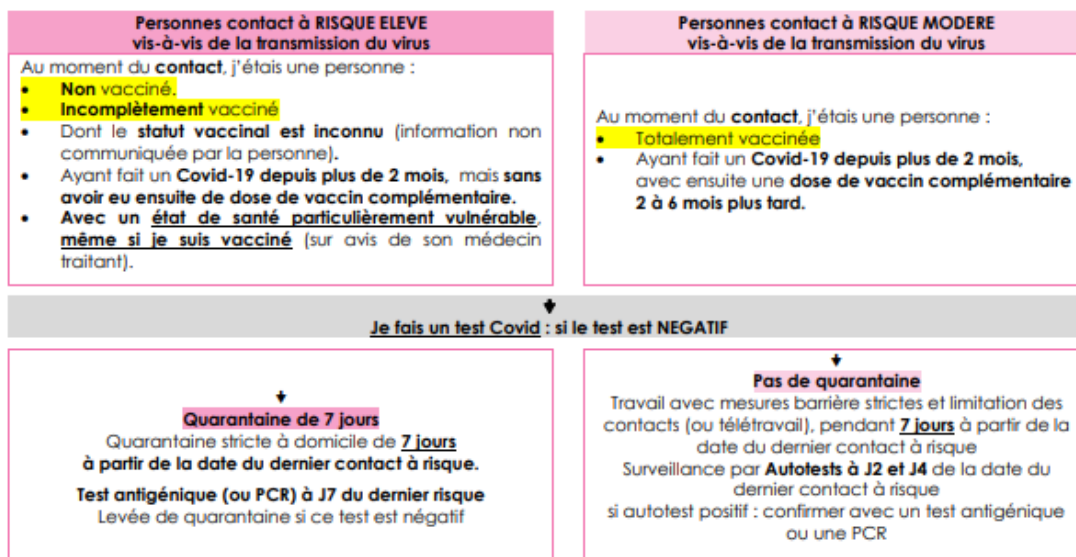 Personnes contact à RISQUE ELEVE
vis-à-vis de la transmission du virus
Au moment du contact, j'étais une personne :
• Non vacciné.
• Incomplètement vacciné
• Dont le statut vaccinal est inconnu (information non
communiquée par la personne).
• Ayant fait un Covid-19 depuis plus de 2 mois, mais sans
avoir eu ensuite de dose de vaccin complémentaire.
• Avec un état de santé particulièrement vulnérable,
même si je suis vacciné (sur avis de son médecin
traitant).
Personnes contact à RISQUE MODERE
vis-à-vis de la transmission du virus
Au moment du contact, j'étais une personne :
• Totalement vaccinée
• Ayant fait un Covid-19 depuis plus de 2 mois,
avec ensuite une dose de vaccin complémentaire
2 à 6 mois plus tard.
Je fais un test Covid : si le test est NEGATIF
Quarantaine de 7 jours
Quarantaine stricte à domicile de 7 jours
à partir de la date du dernier contact à risque.
Test antigénique (ou PCR) à J7 du dernier risque
Levée de quarantaine si ce test est négatif
Pas de quarantaine
Travail avec mesures barrière strictes et limitation des
contacts (ou télétravail), pendant 7 jours à partir de la
date du dernier contact à risque
Surveillance par Autotests à J2 et J4 de la date du
dernier contact à risque
si autotest positif : confirmer avec un test antigénique
ou une PCR